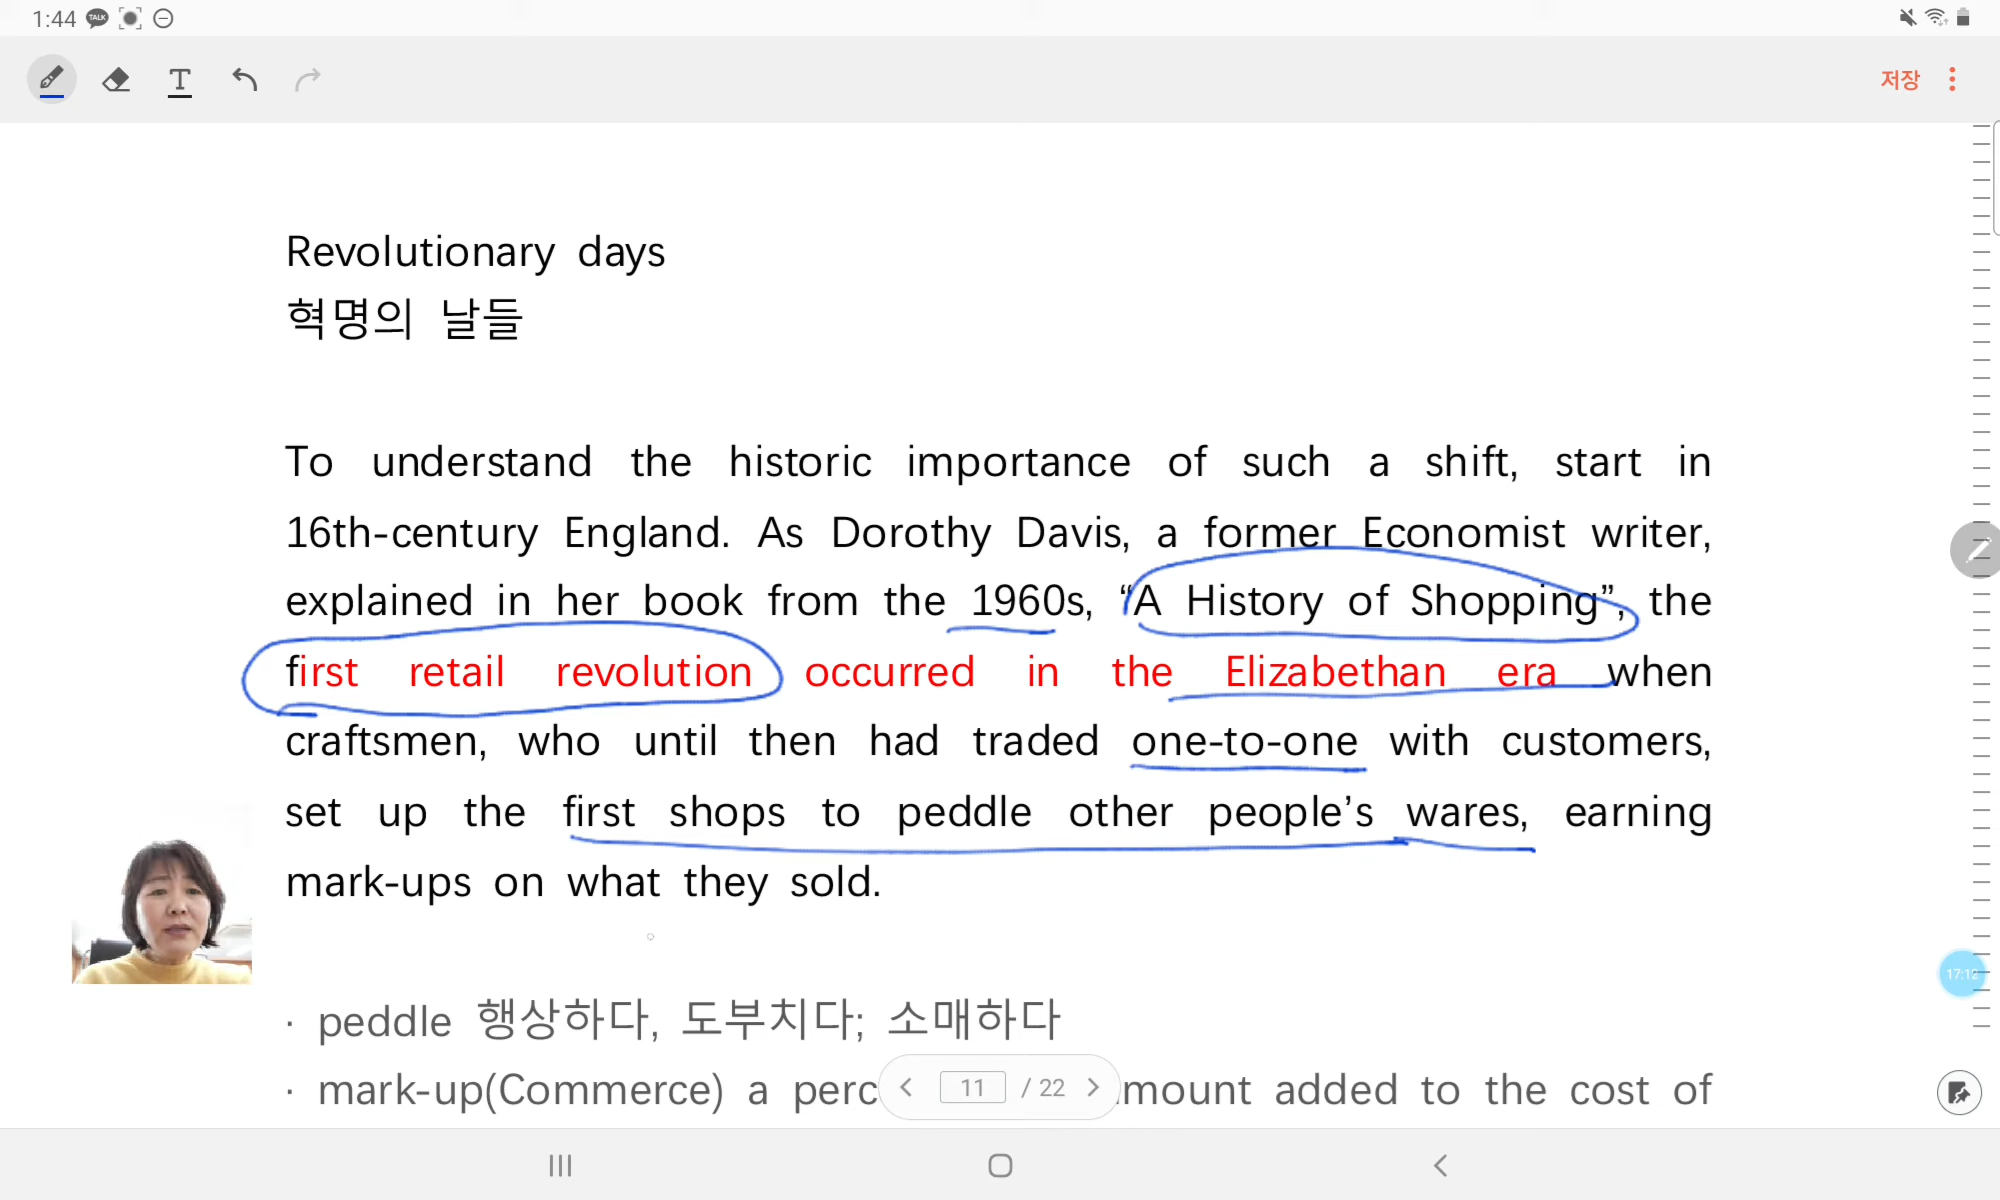 1:44
TALK
T
저장
Revolutionary days
혁명의 날들
To understand the historic importance of such a shift, start in
16th-century England. As Dorothy Davis, a former Economist writer,
explained in her book from the 1960s, “A History of Shopping”, the
first retail revolution occurred in the Elizabethan era when
craftsmen, who until then had traded one-to-one with customers,
set up the first shops to peddle other people’s wares, earning
mark-ups on what they sold.
17:12
· peddle 행상하다, 도부치다; 소매하다
· mark-up(Commerce) a perc mount added to the cost of
11 / 22